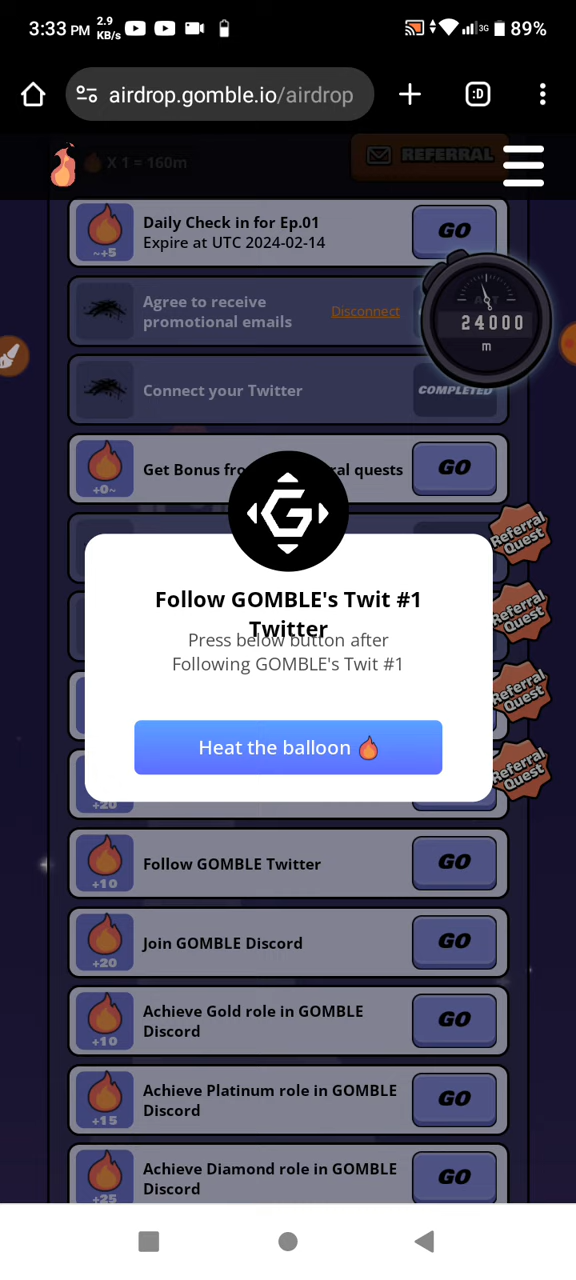 3:33 PM 2.9 KB/s 3G 89%
airdrop.gomble.io/airdrop :D
X 1 = 160m REFERRAL
Daily Check in for Ep.01
Expire at UTC 2024-02-14
~+5
GO
Agree to receive
promotional emails
Disconnect
24000
m
Connect your Twitter
COMPLETED
Get Bonus
quests
+0~
GO
Referral Quest
Follow GOMBLE's Twit #1
Twitter
Press below button after
Following GOMBLE's Twit #1
Heat the balloon
Referral Quest
Referral Quest
Referral Quest
+20
Follow GOMBLE Twitter
+10
GO
Join GOMBLE Discord
+20
GO
Achieve Gold role in GOMBLE
Discord
+10
GO
Achieve Platinum role in GOMBLE
Discord
+15
GO
Achieve Diamond role in GOMBLE
Discord
+25
GO